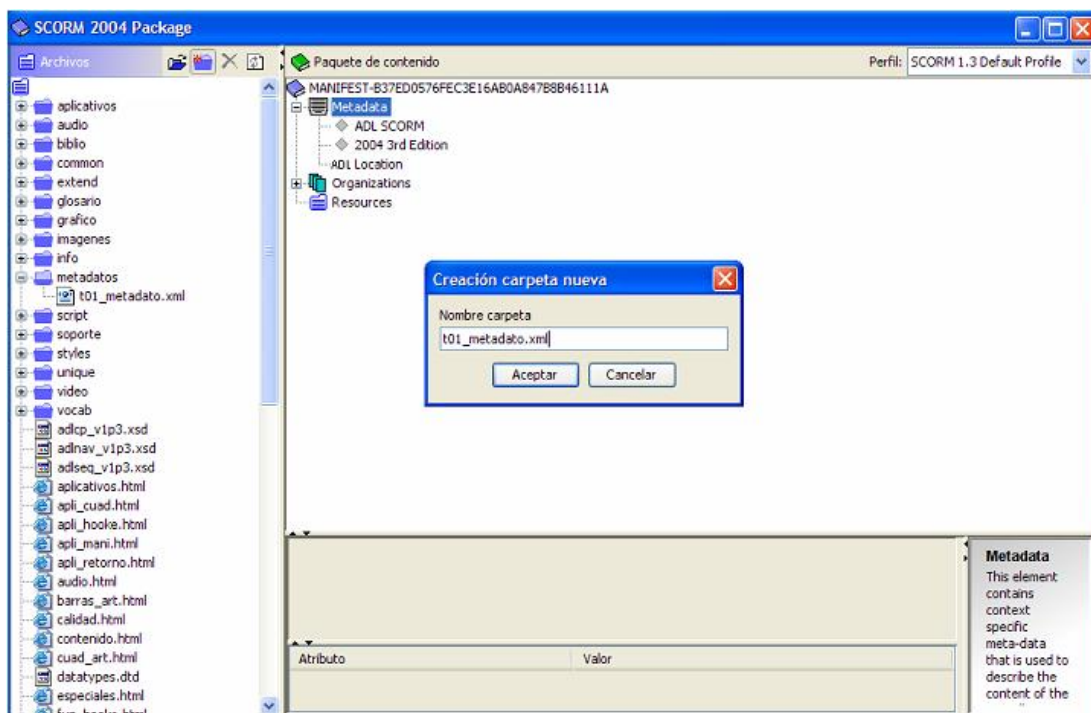 SCORM 2004 Package
Archivos
Paquete de contenido
Perfil: SCORM 1.3 Default Profile
aplicativos
audio
biblio
common
extend
glosario
grafico
imagenes
info
metadatos
t01_metadato.xml
script
soporte
styles
unique
video
vocab
adlcp_v1p3.xsd
adlnav_v1p3.xsd
adlseq_v1p3.xsd
aplicativos.html
apli_cuad.html
apli_hooke.html
apli_mani.html
apli_retorno.html
audio.html
barras_art.html
calidad.html
contenido.html
cuad_art.html
datatypes.dtd
especiales.html
MANIFEST-B37ED0576FEC3E16AB0A847B8B46111A
Metadata
ADL SCORM
2004 3rd Edition
ADL Location
Organizations
Resources
Creación carpeta nueva
Nombre carpeta
t01_metadato.xml
Aceptar
Cancelar
Atributo
Valor
Metadata
This element
contains
context
specific
meta-data
that is used to
describe the
content of the